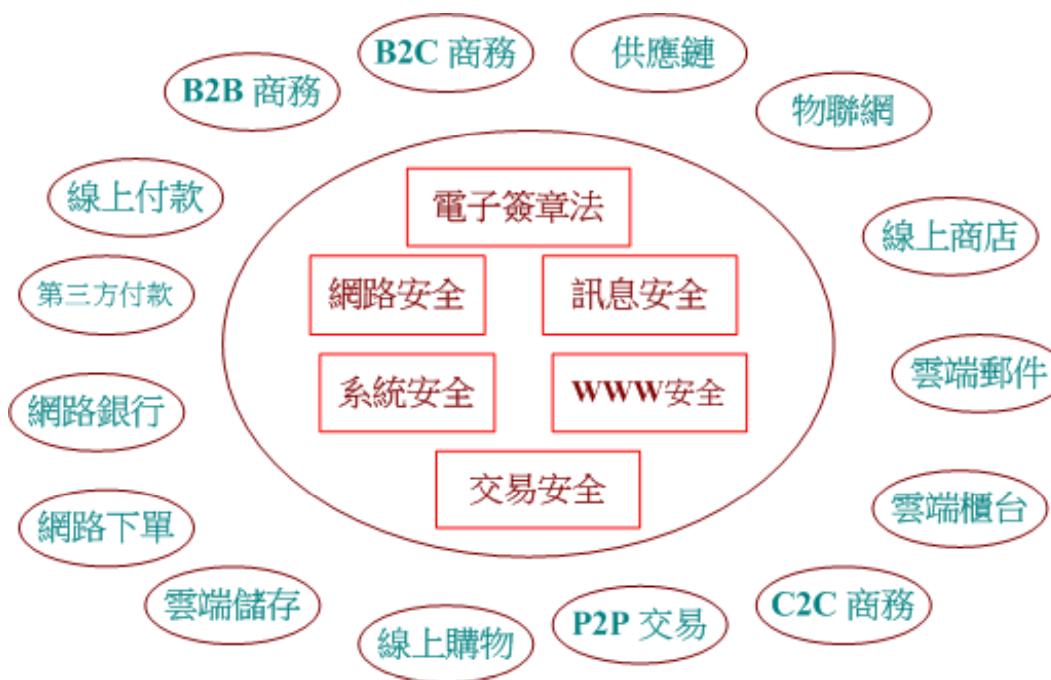 B2C 商務
供應鏈
B2B 商務
物聯網
線上付款
電子簽章法
線上商店
第三方付款
網路安全
訊息安全
雲端郵件
系統安全
WWW安全
網路銀行
交易安全
雲端櫃台
網路下單
雲端儲存
C2C 商務
P2P 交易
線上購物